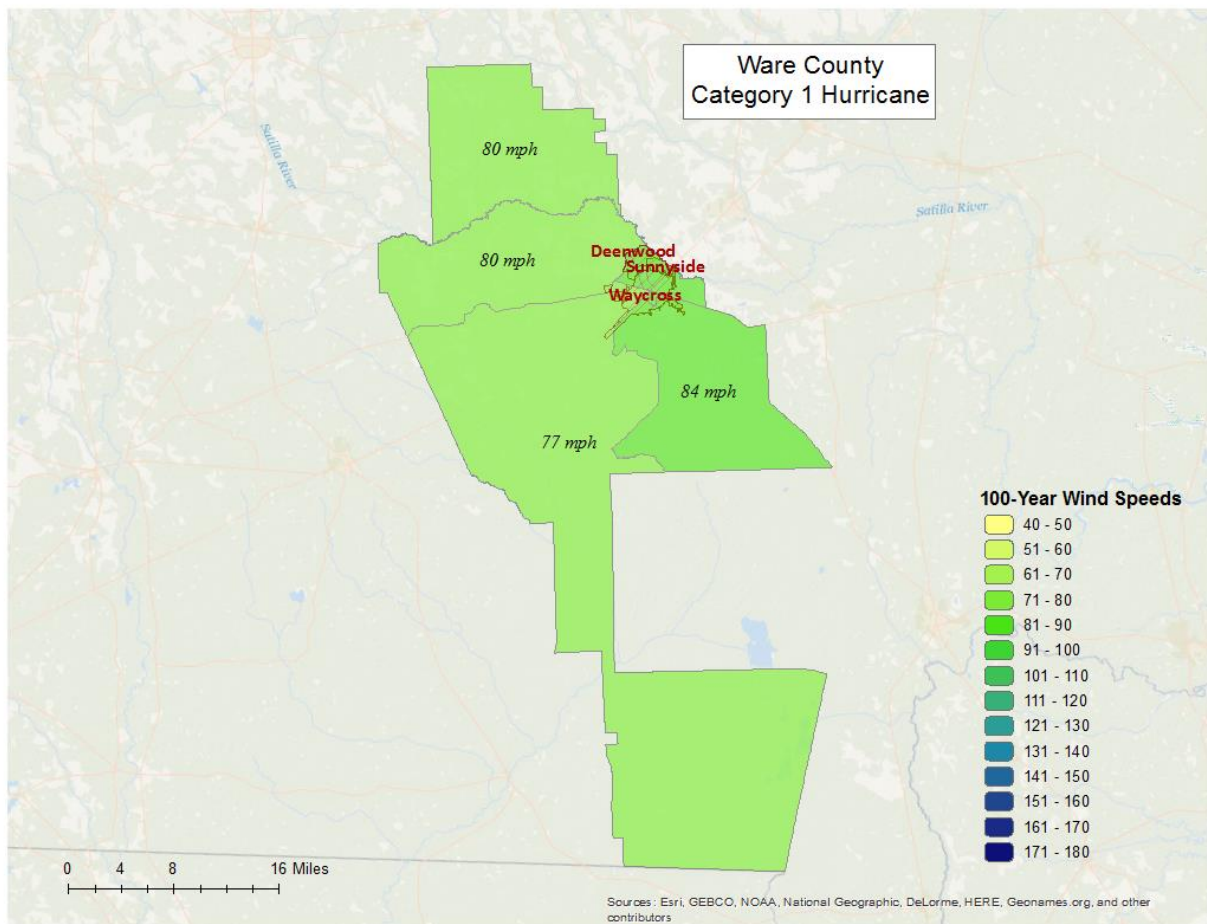 Ware County
Category 1 Hurricane
80 mph
Satilla River
Satilla River
80 mph
Deenwood
Sunnyside
Waycross
84 mph
77 mph
100-Year Wind Speeds
40 - 50
51 - 60
61 - 70
71 - 80
81 - 90
91 - 100
101 - 110
111 - 120
121 - 130
131 - 140
141 - 150
151 - 160
161 - 170
171 - 180
0 4 8 16 Miles
Sources: Esri, GEBCO, NOAA, National Geographic, DeLorme, HERE, Geonames.org, and other
contributors